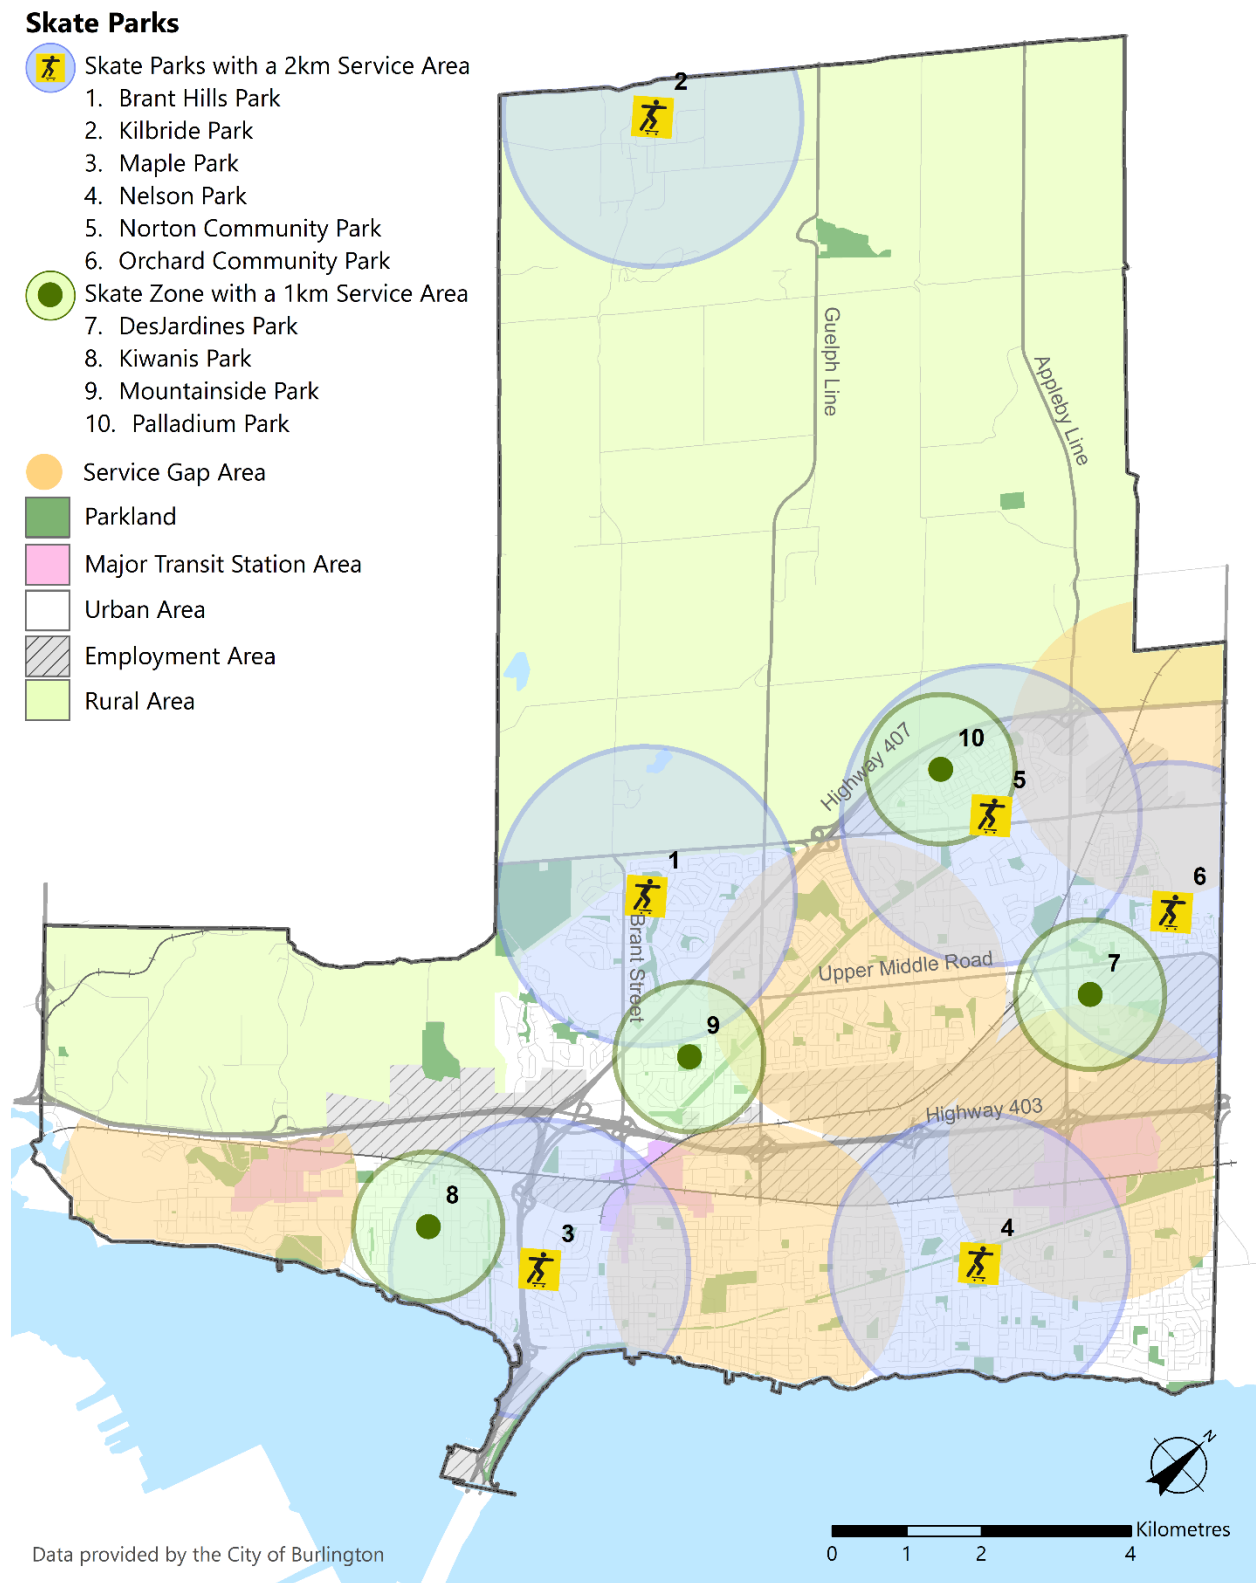 Skate Parks
Skate Parks with a 2km Service Area
1. Brant Hills Park
2. Kilbride Park
3. Maple Park
4. Nelson Park
5. Norton Community Park
6. Orchard Community Park
Skate Zone with a 1km Service Area
7. DesJardines Park
8. Kiwanis Park
9. Mountainside Park
10. Palladium Park
Service Gap Area
Parkland
Major Transit Station Area
Urban Area
Employment Area
Rural Area
2
Guelph Line
Appleby Line
Highway 407
10
5
1
6
Brant Street
Upper Middle Road
7
9
Highway 403
8
3
4
N
Kilometres
0 1 2 4
Data provided by the City of Burlington